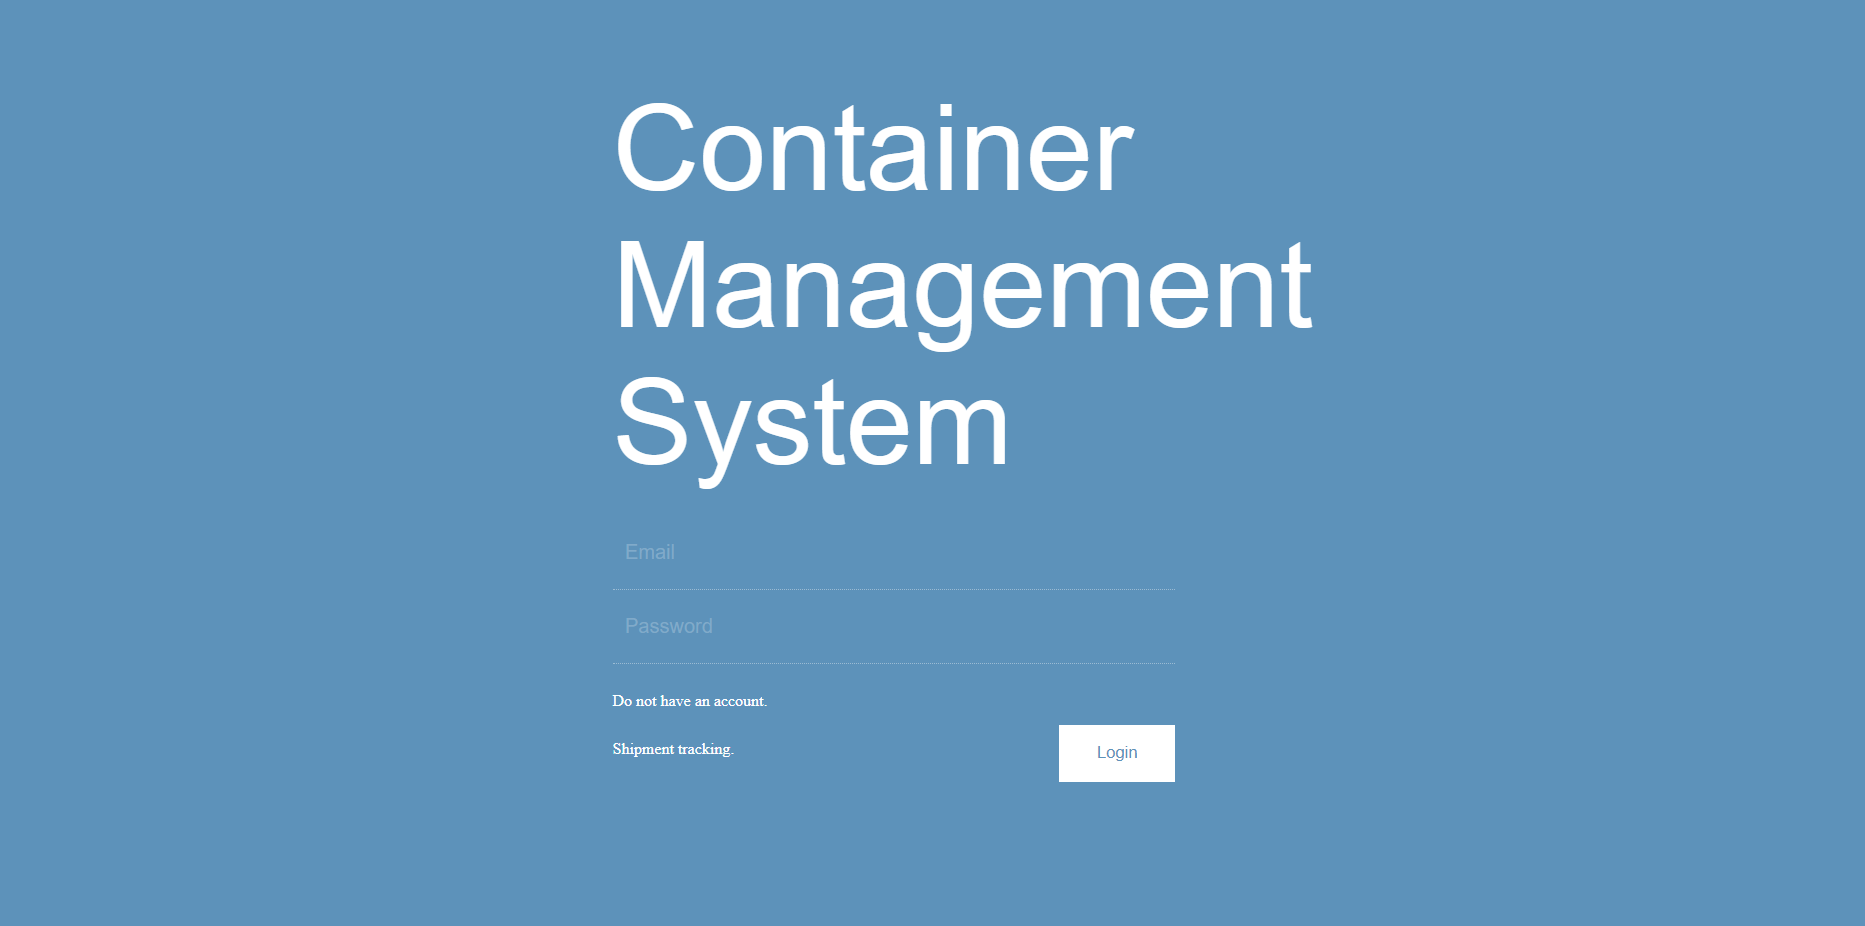 Container
Management
System
Email
Password
Do not have an account.
Shipment tracking.
Login